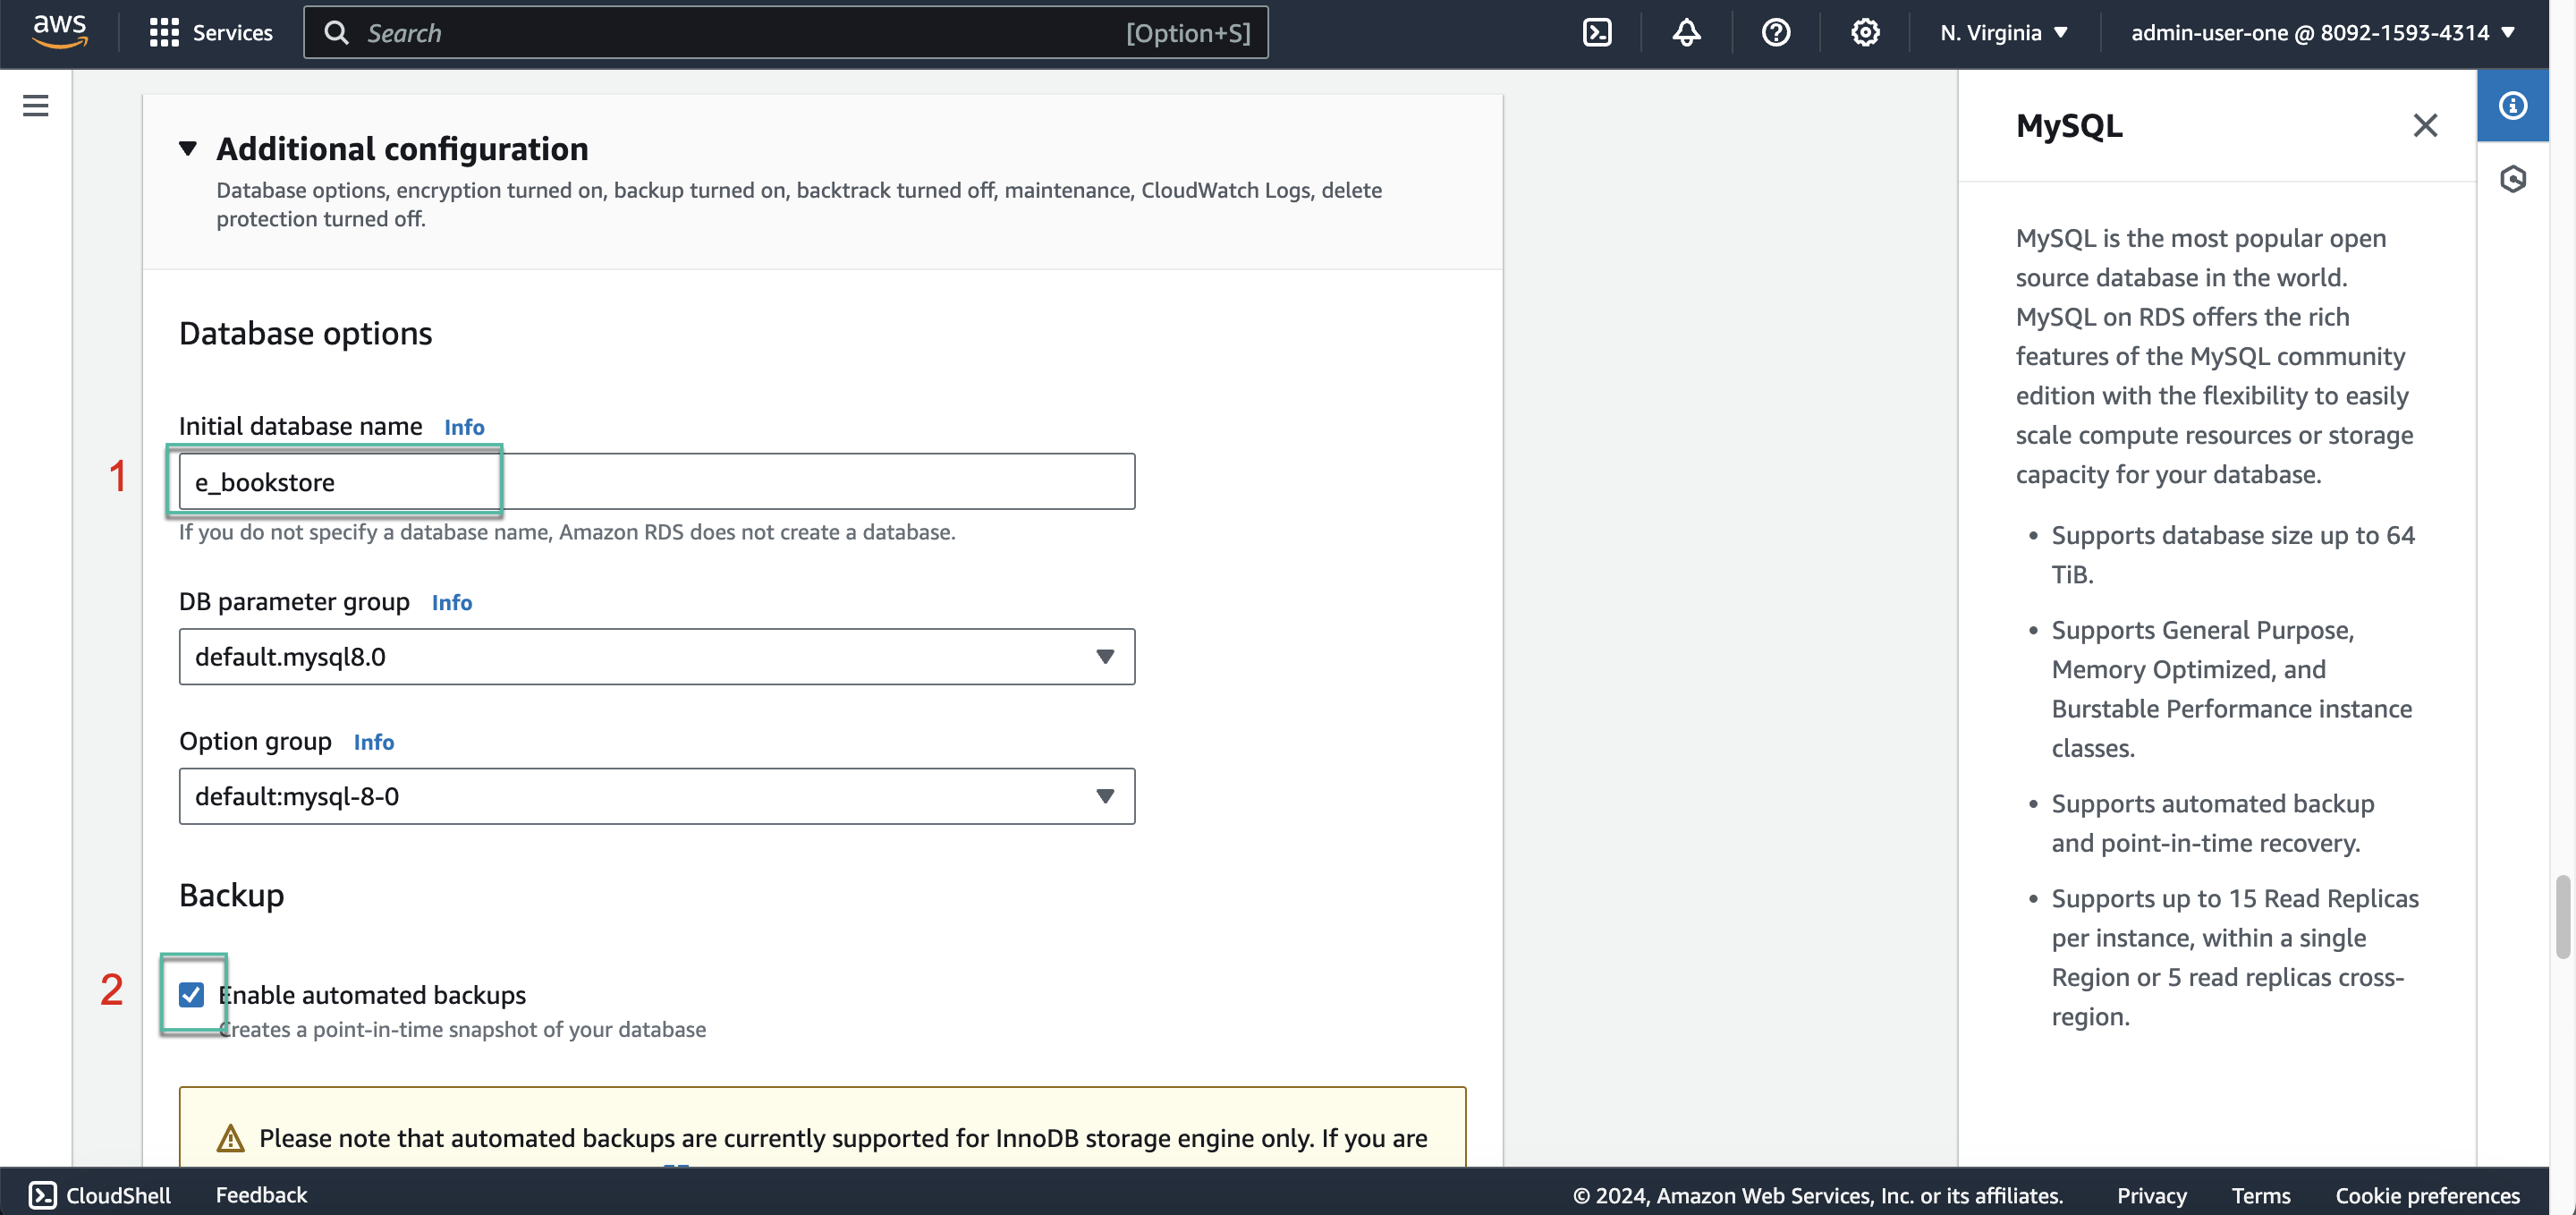 aws
Services
Search [Option+S]
N. Virginia
admin-user-one @ 8092-1593-4314
Additional configuration
Database options, encryption turned on, backup turned on, backtrack turned off, maintenance, CloudWatch Logs, delete
protection turned off.
Database options
Initial database name Info
1
e_bookstore
If you do not specify a database name, Amazon RDS does not create a database.
DB parameter group Info
default.mysql8.0
Option group Info
default:mysql-8-0
Backup
2
Enable automated backups
Creates a point-in-time snapshot of your database
Please note that automated backups are currently supported for InnoDB storage engine only. If you are
MySQL
MySQL is the most popular open
source database in the world.
MySQL on RDS offers the rich
features of the MySQL community
edition with the flexibility to easily
scale compute resources or storage
capacity for your database.
• Supports database size up to 64
TiB.
• Supports General Purpose,
Memory Optimized, and
Burstable Performance instance
classes.
• Supports automated backup
and point-in-time recovery.
• Supports up to 15 Read Replicas
per instance, within a single
Region or 5 read replicas cross-
region.
CloudShell
Feedback
© 2024, Amazon Web Services, Inc. or its affiliates.
Privacy
Terms
Cookie preferences